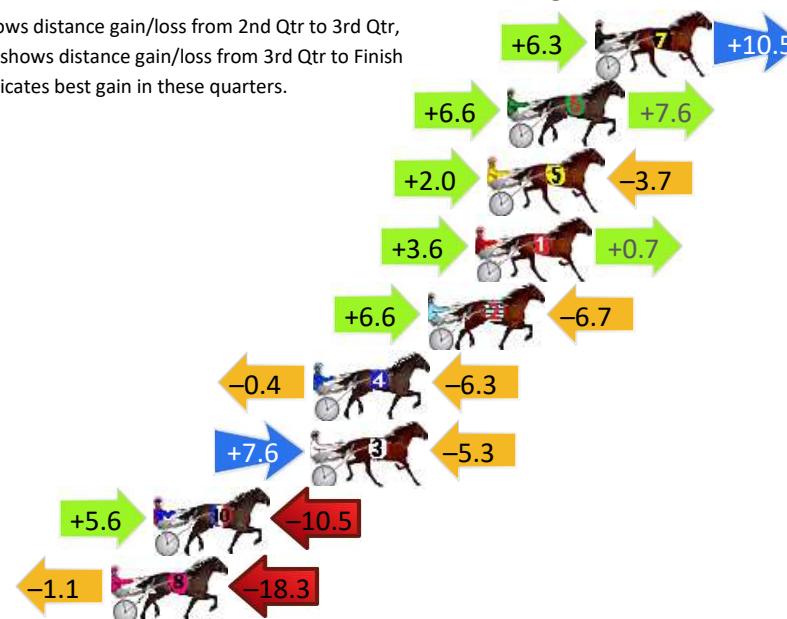 ows distance gain/loss from 2nd Qtr to 3rd Qtr,
shows distance gain/loss from 3rd Qtr to Finish
icates best gain in these quarters.
+6.3 7 +10.5
+6.6 +7.6
+2.0 5 –3.7
+3.6 1 +0.7
+6.6 2 –6.7
–0.4 4 –6.3
+7.6 3 –5.3
+5.6 10 –10.5
–1.1 8 –18.3